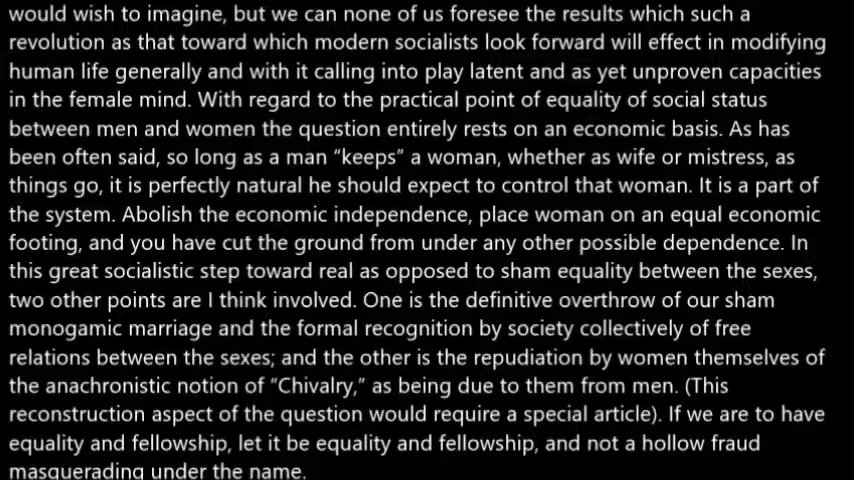 would wish to imagine, but we can none of us foresee the results which such a
revolution as that toward which modern socialists look forward will effect in modifying
human life generally and with it calling into play latent and as yet unproven capacities
in the female mind. With regard to the practical point of equality of social status
between men and women the question entirely rests on an economic basis. As has
been often said, so long as a man “keeps” a woman, whether as wife or mistress, as
things go, it is perfectly natural he should expect to control that woman. It is a part of
the system. Abolish the economic independence, place woman on an equal economic
footing, and you have cut the ground from under any other possible dependence. In
this great socialistic step toward real as opposed to sham equality between the sexes,
two other points are I think involved. One is the definitive overthrow of our sham
monogamic marriage and the formal recognition by society collectively of free
relations between the sexes; and the other is the repudiation by women themselves of
the anachronistic notion of “Chivalry,” as being due to them from men. (This
reconstruction aspect of the question would require a special article). If we are to have
equality and fellowship, let it be equality and fellowship, and not a hollow fraud
masquerading under the name.